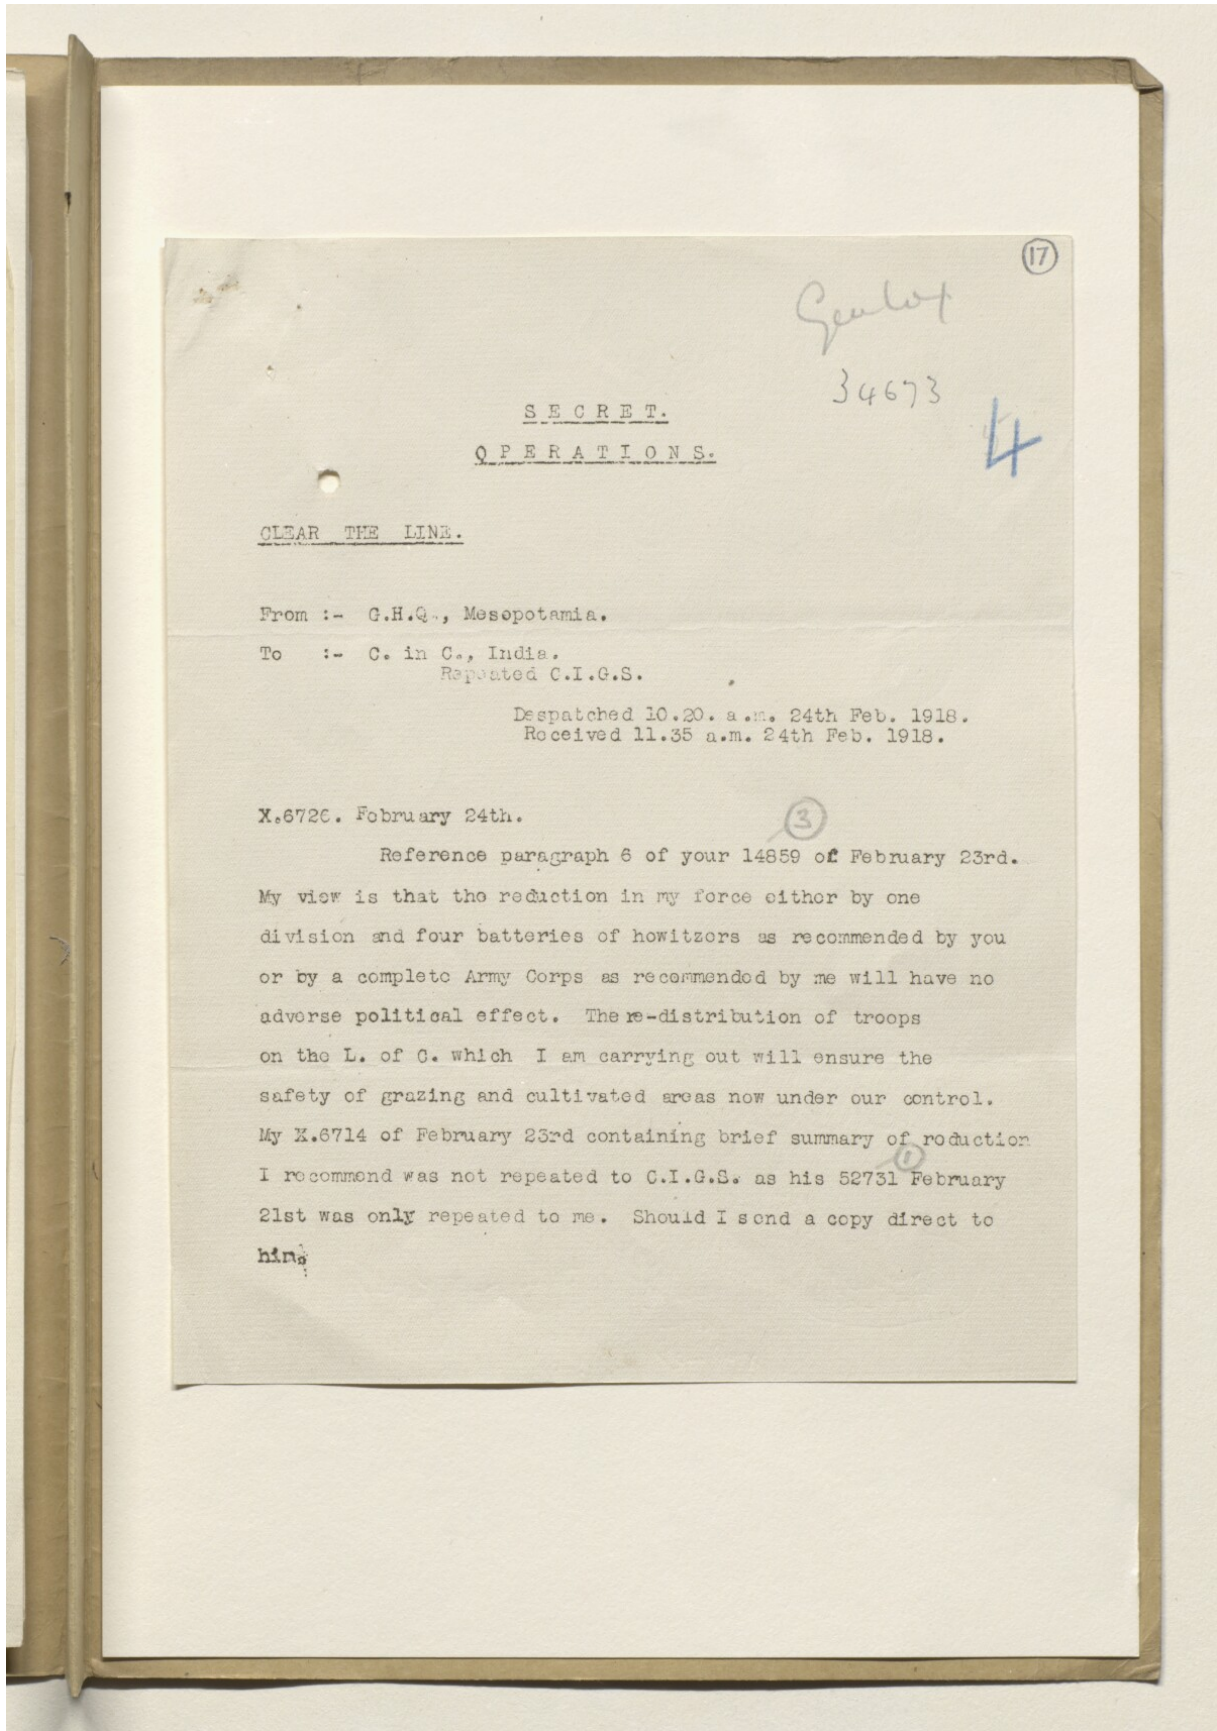 17
34673
SECRET.
4
OPERATIONS.
CLEAR THE LINE.
From :- G.H.Q., Mesopotamia.
To :- C. in C., India.
Repeated C.I.G.S.
Despatched 10.20. a.m. 24th Feb. 1918.
Received 11.35 a.m. 24th Feb. 1918.
X.6726. February 24th.
3
Reference paragraph 6 of your 14859 of February 23rd.
My view is that the reduction in my force either by one
division and four batteries of howitzers as recommended by you
or by a complete Army Corps as recommended by me will have no
adverse political effect. The re-distribution of troops
on the L. of C. which I am carrying out will ensure the
safety of grazing and cultivated areas now under our control.
My X.6714 of February 23rd containing brief summary of reduction
1
I recommend was not repeated to C.I.G.S. as his 52731 February
21st was only repeated to me. Should I send a copy direct to
him.